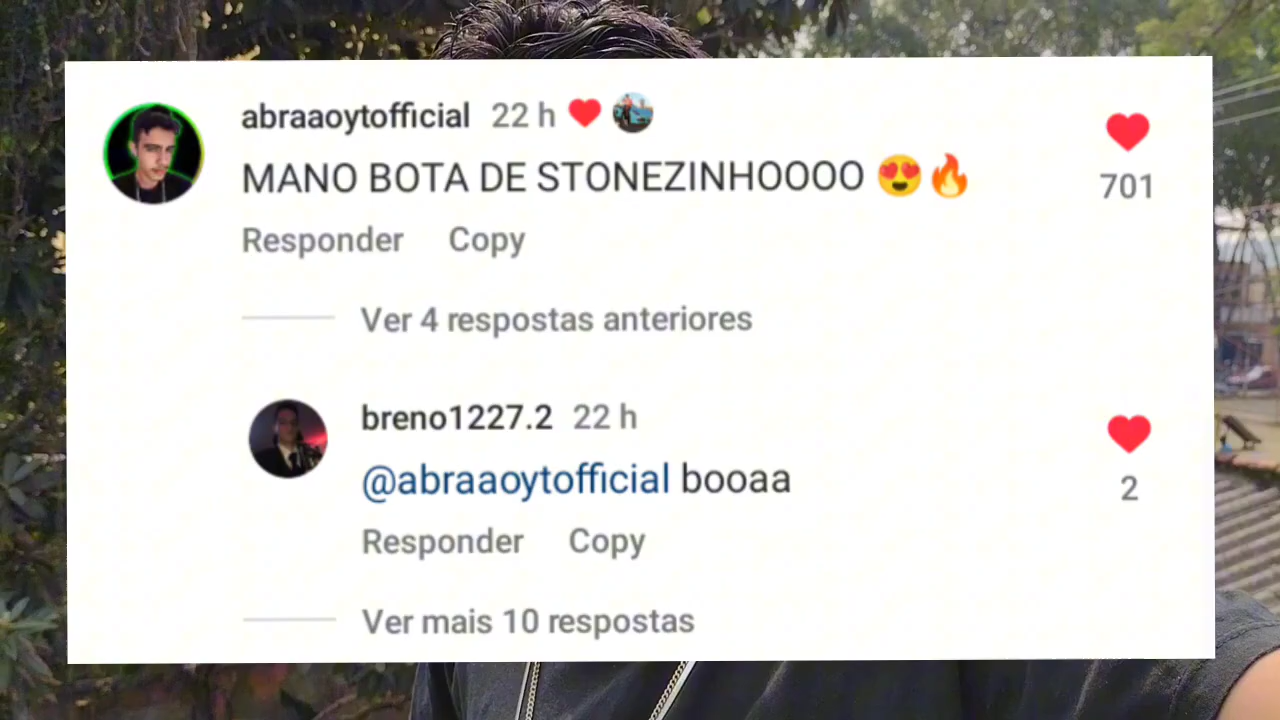 abraaoytofficial 22 h ❤️
701
MANO BOTA DE STONEZINHOOOO 😍🔥
Responder Copy
Ver 4 respostas anteriores
breno1227.2 22 h
@abraaoytofficial booaa
2
Responder Copy
Ver mais 10 respostas